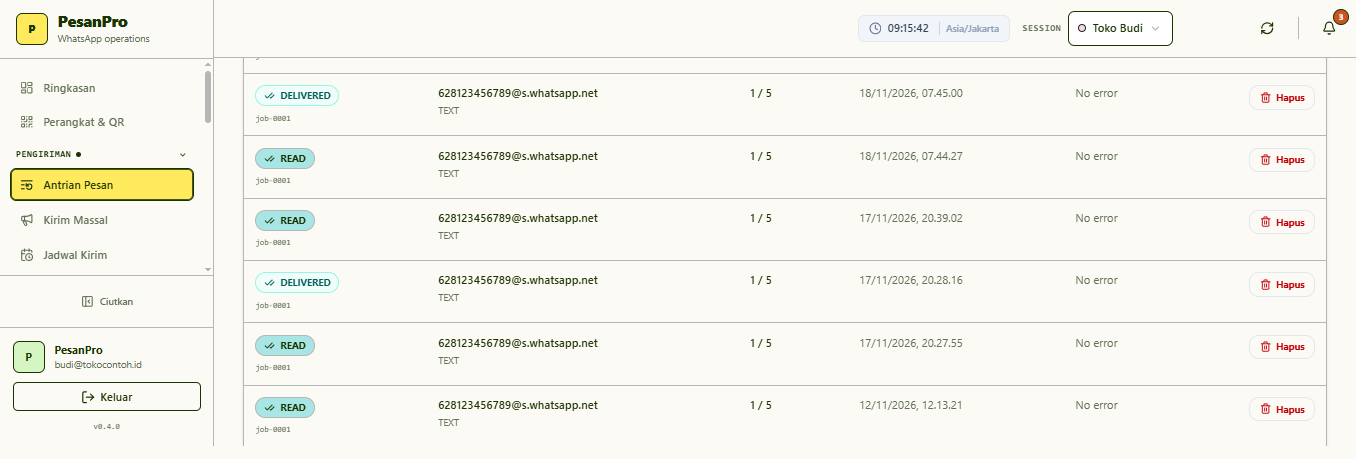 P
PesanPro
WhatsApp operations
09:15:42
Asia/Jakarta
SESSION
Toko Budi
3
Ringkasan
Perangkat & QR
PENGIRIMAN
Antrian Pesan
Kirim Massal
Jadwal Kirim
Ciutkan
P
PesanPro
budi@tokocontoh.id
Keluar
v0.4.0
DELIVERED
job-0001
628123456789@s.whatsapp.net
TEXT
1 / 5
18/11/2026, 07.45.00
No error
Hapus
READ
job-0001
628123456789@s.whatsapp.net
TEXT
1 / 5
18/11/2026, 07.44.27
No error
Hapus
READ
job-0001
628123456789@s.whatsapp.net
TEXT
1 / 5
17/11/2026, 20.39.02
No error
Hapus
DELIVERED
job-0001
628123456789@s.whatsapp.net
TEXT
1 / 5
17/11/2026, 20.28.16
No error
Hapus
READ
job-0001
628123456789@s.whatsapp.net
TEXT
1 / 5
17/11/2026, 20.27.55
No error
Hapus
READ
job-0001
628123456789@s.whatsapp.net
TEXT
1 / 5
12/11/2026, 12.13.21
No error
Hapus